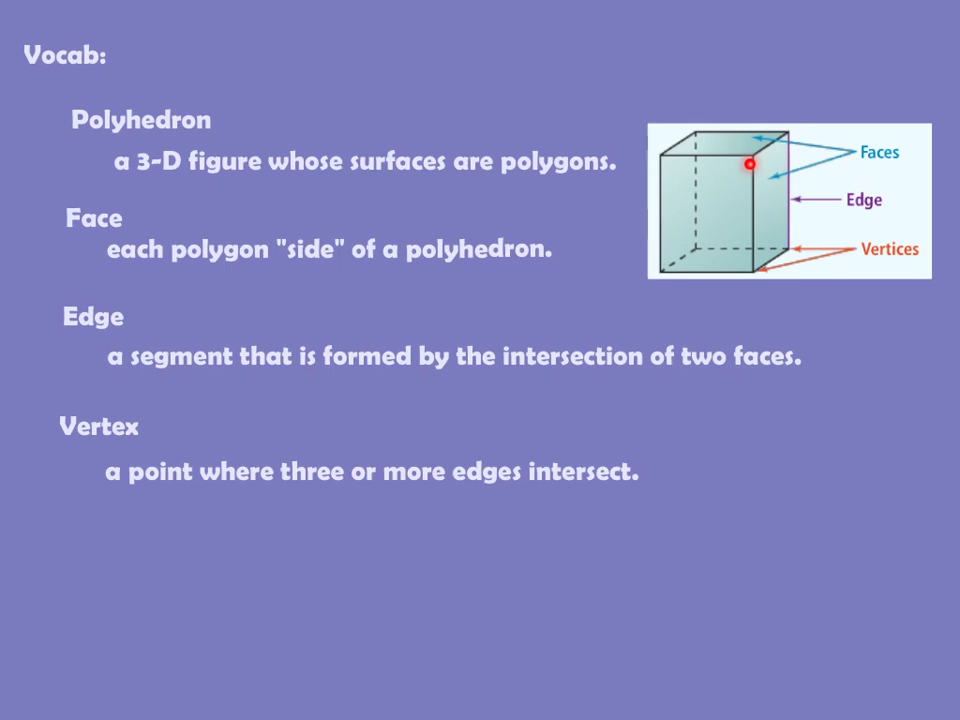 Vocab:
Polyhedron
a 3-D figure whose surfaces are polygons.
Face
each polygon "side" of a polyhedron.
Edge
a segment that is formed by the intersection of two faces.
Vertex
a point where three or more edges intersect.
Faces
Edge
Vertices